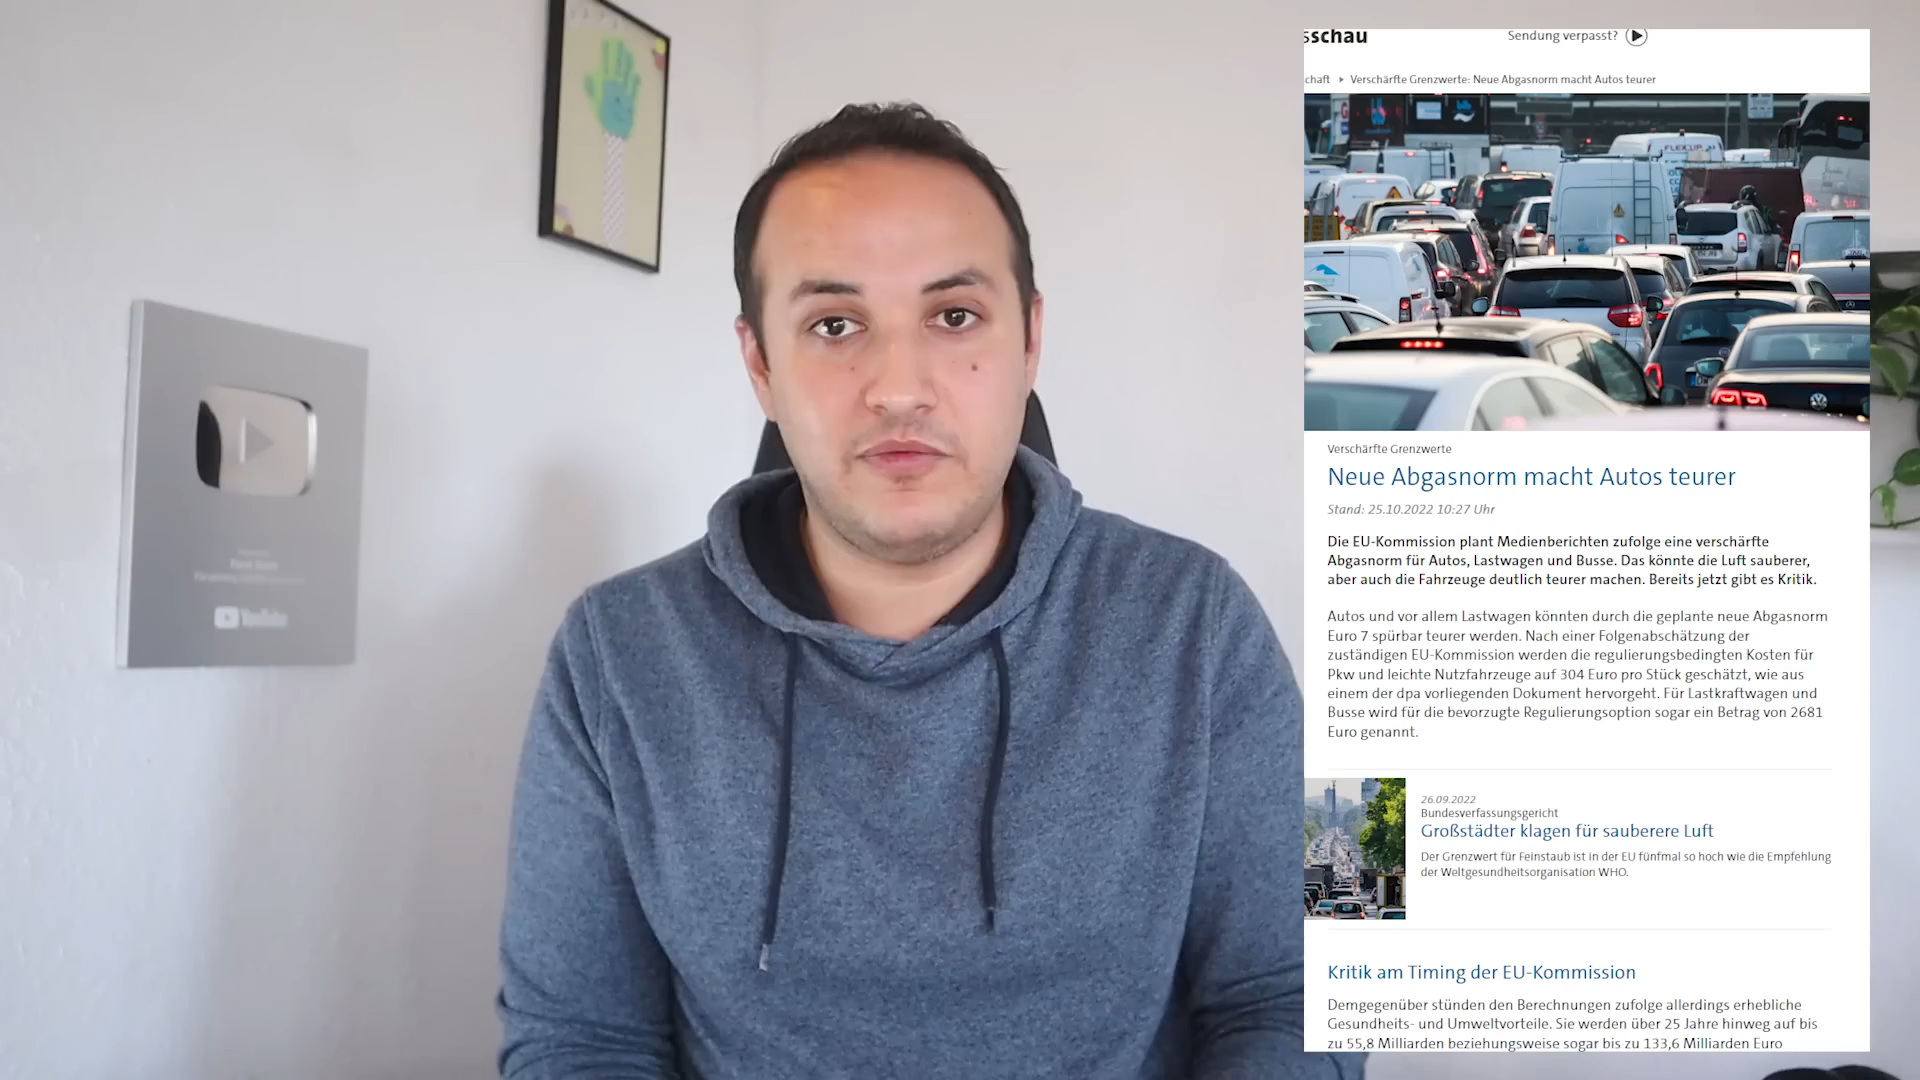 sschau
Sendung verpasst?
chaft ▸ Verschärfte Grenzwerte: Neue Abgasnorm macht Autos teurer
FLEXUP
Verschärfte Grenzwerte
Neue Abgasnorm macht Autos teurer
Stand: 25.10.2022 10:27 Uhr
Die EU-Kommission plant Medienberichten zufolge eine verschärfte
Abgasnorm für Autos, Lastwagen und Busse. Das könnte die Luft sauberer,
aber auch die Fahrzeuge deutlich teurer machen. Bereits jetzt gibt es Kritik.
Autos und vor allem Lastwagen könnten durch die geplante neue Abgasnorm
Euro 7 spürbar teurer werden. Nach einer Folgenabschätzung der
zuständigen EU-Kommission werden die regulierungsbedingten Kosten für
Pkw und leichte Nutzfahrzeuge auf 304 Euro pro Stück geschätzt, wie aus
einem der dpa vorliegenden Dokument hervorgeht. Für Lastkraftwagen und
Busse wird für die bevorzugte Regulierungsoption sogar ein Betrag von 2681
Euro genannt.
26.09.2022
Bundesverfassungsgericht
Großstädter klagen für sauberere Luft
Der Grenzwert für Feinstaub ist in der EU fünfmal so hoch wie die Empfehlung
der Weltgesundheitsorganisation WHO.
Kritik am Timing der EU-Kommission
Demgegenüber stünden den Berechnungen zufolge allerdings erhebliche
Gesundheits- und Umweltvorteile. Sie werden über 25 Jahre hinweg auf bis
zu 55,8 Milliarden beziehungsweise sogar bis zu 133,6 Milliarden Euro
YouTube